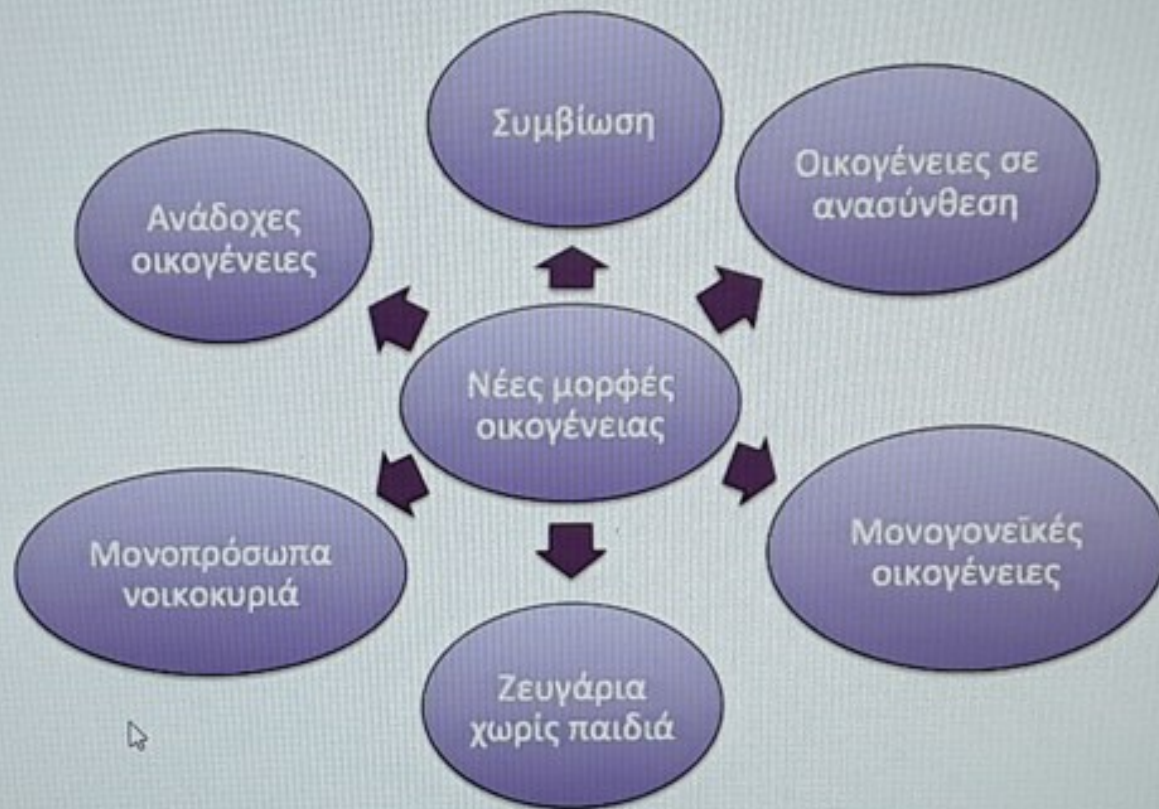 Συμβίωση
Οικογένειες σε
ανασύνθεση
Ανάδοχες
οικογένειες
Νέες μορφές
οικογένειας
Μονογονεϊκές
οικογένειες
Μονοπρόσωπα
νοικοκυριά
Ζευγάρια
χωρίς παιδιά